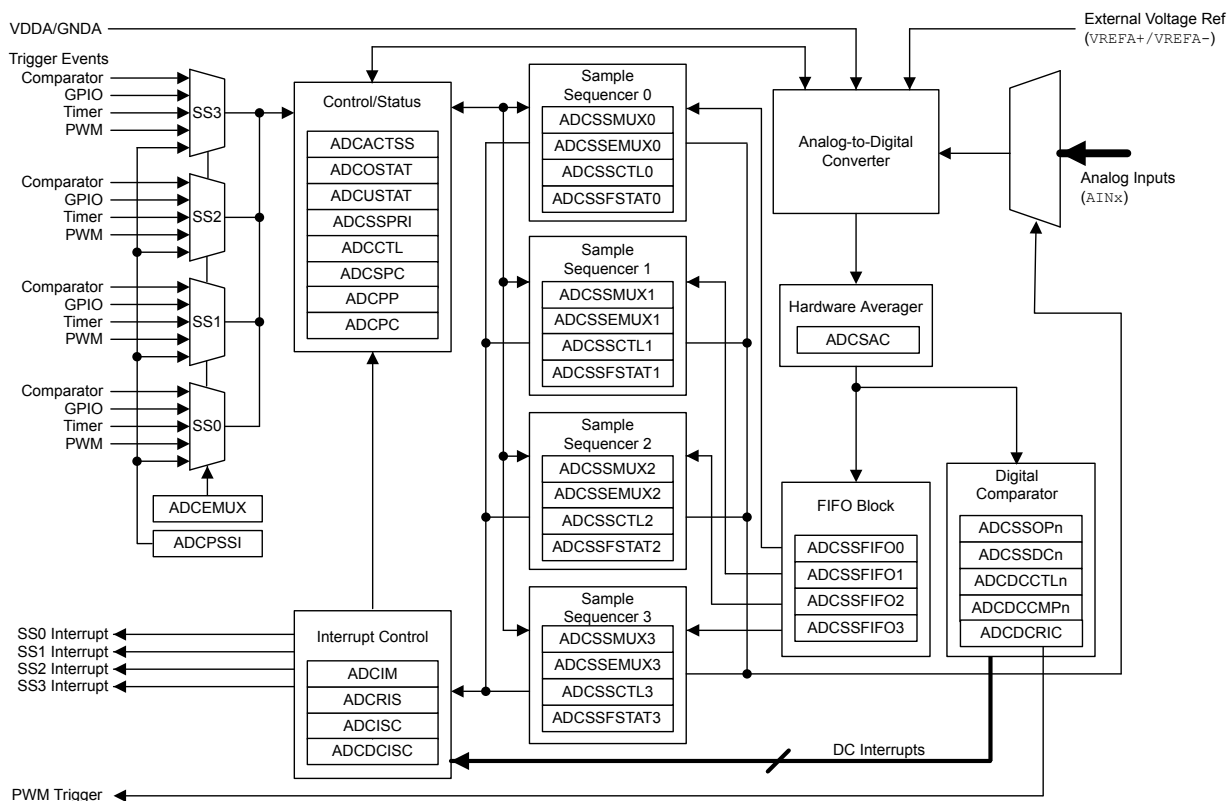 VDDA/GNDA
External Voltage Ref
(VREFA+/VREFA-)
Trigger Events
Comparator
GPIO
Timer
PWM
SS3
Comparator
GPIO
Timer
PWM
SS2
Comparator
GPIO
Timer
PWM
SS1
Comparator
GPIO
Timer
PWM
SS0
ADCEMUX
ADCPSSI
Control/Status
ADCACTSS
ADCOSTAT
ADCUSTAT
ADCSSPRI
ADCCTL
ADCSPC
ADCPP
ADCPC
Sample
Sequencer 0
ADCSSMUX0
ADCSSEMUX0
ADCSSCTL0
ADCSSFSTAT0
Sample
Sequencer 1
ADCSSMUX1
ADCSSEMUX1
ADCSSCTL1
ADCSSFSTAT1
Sample
Sequencer 2
ADCSSMUX2
ADCSSEMUX2
ADCSSCTL2
ADCSSFSTAT2
Sample
Sequencer 3
ADCSSMUX3
ADCSSEMUX3
ADCSSCTL3
ADCSSFSTAT3
Analog-to-Digital
Converter
Analog Inputs
(AINx)
Hardware Averager
ADCSAC
FIFO Block
ADCSSFIFO0
ADCSSFIFO1
ADCSSFIFO2
ADCSSFIFO3
Digital
Comparator
ADCSSOPn
ADCSSDCn
ADCDCCTLn
ADCDCCMPn
ADCDCRIC
SS0 Interrupt
SS1 Interrupt
SS2 Interrupt
SS3 Interrupt
Interrupt Control
ADCIM
ADCRIS
ADCISC
ADCDCISC
DC Interrupts
PWM Trigger